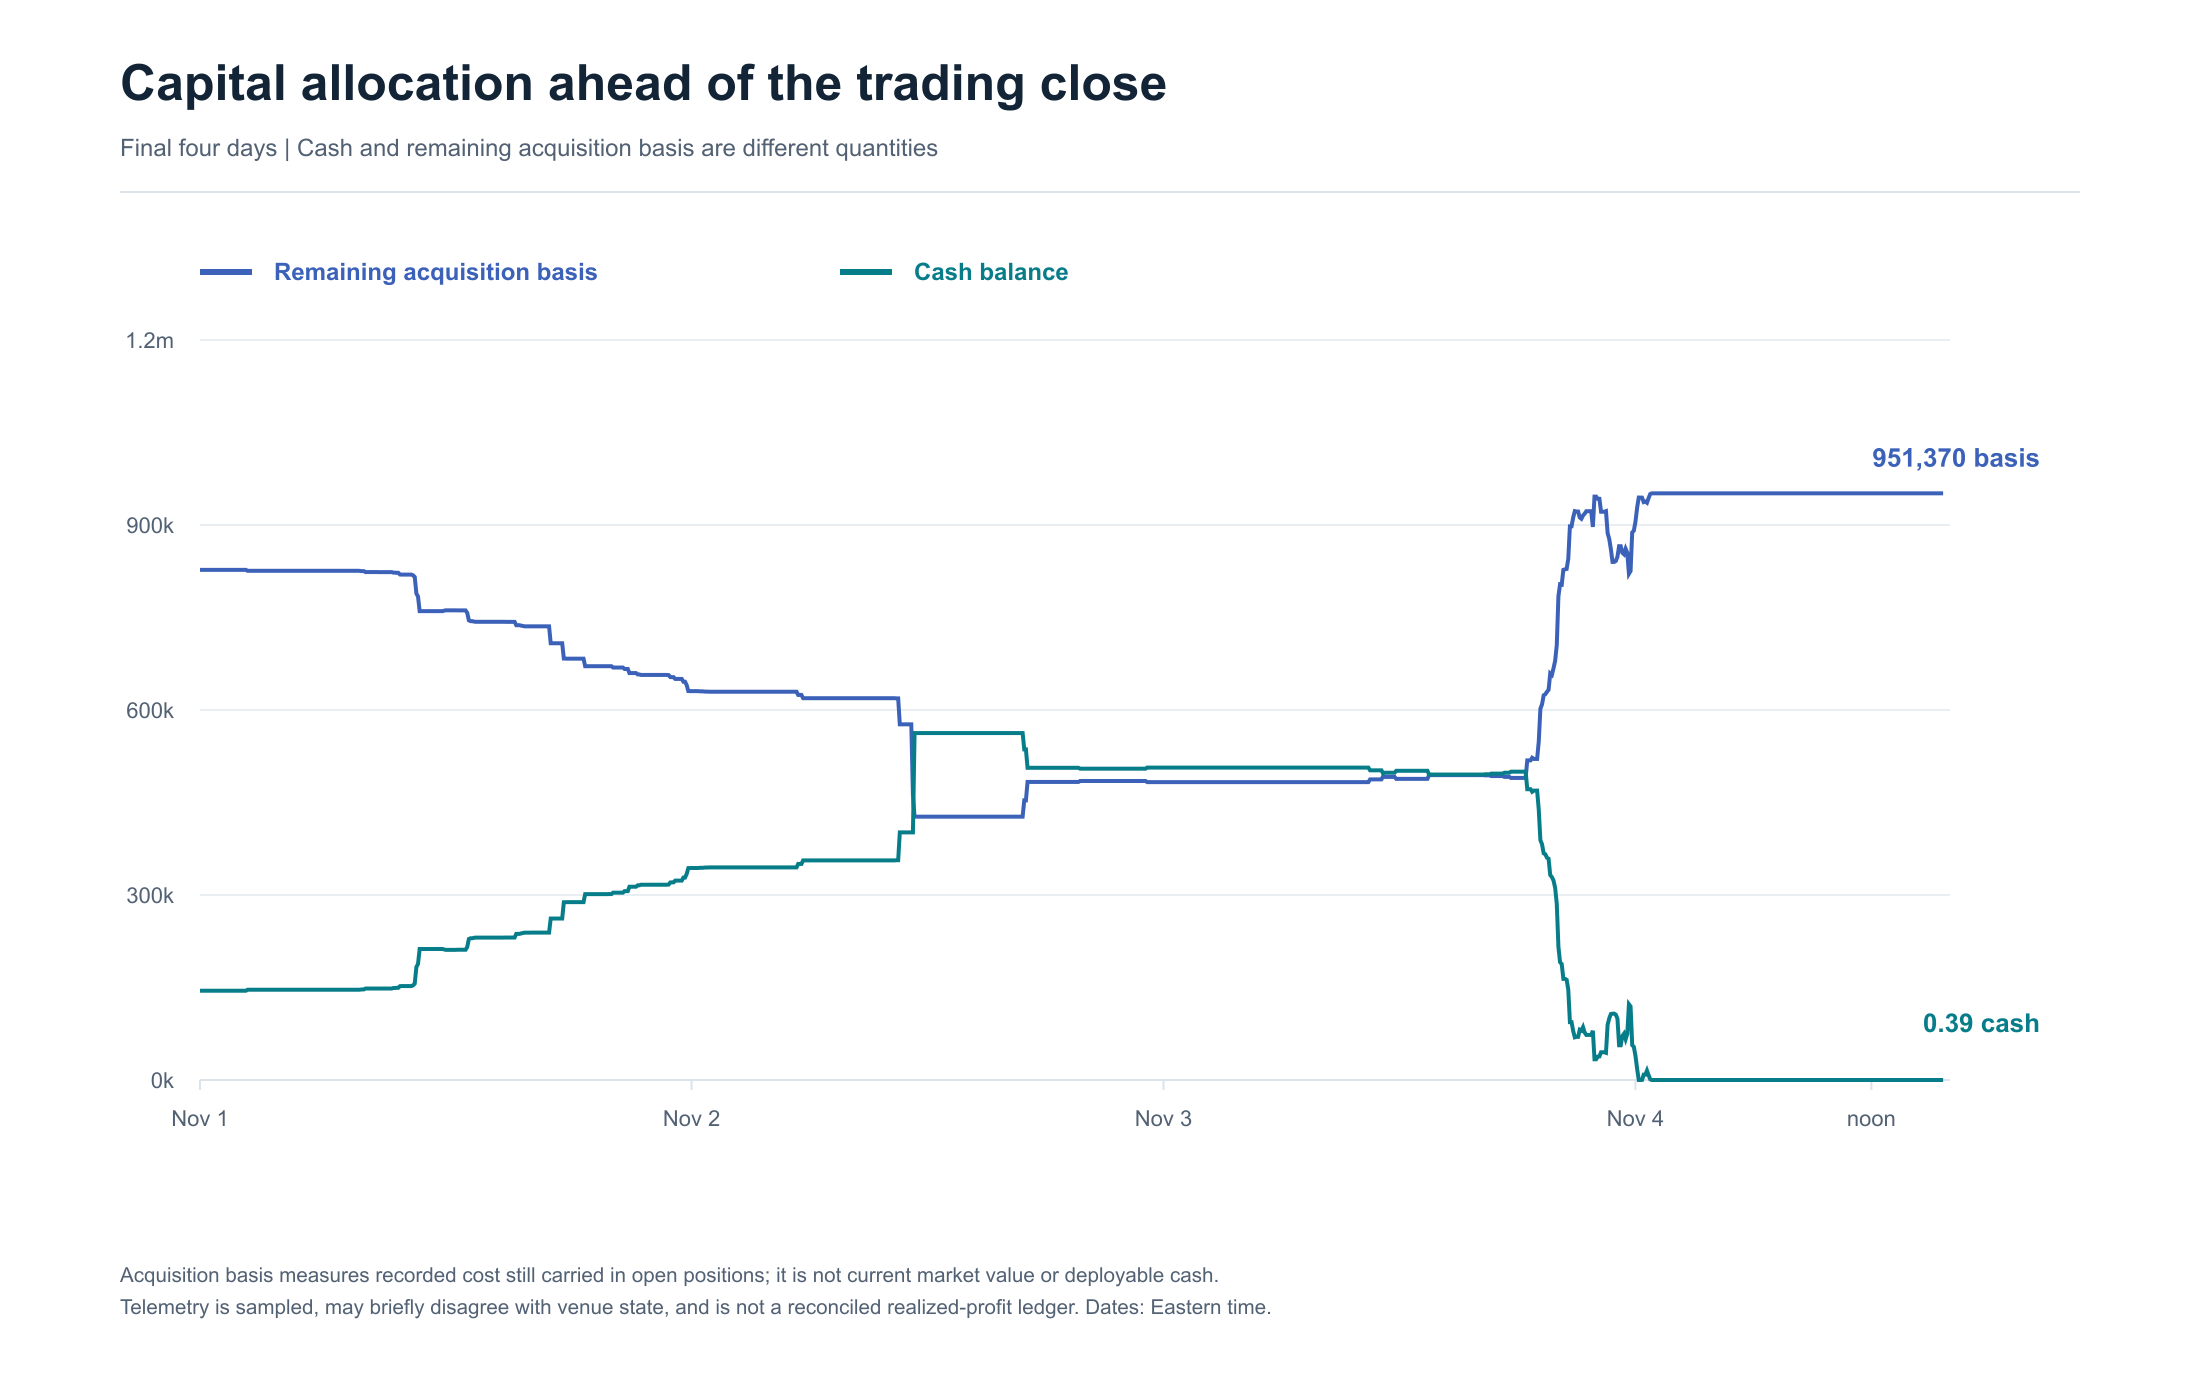 Capital allocation ahead of the trading close
Final four days | Cash and remaining acquisition basis are different quantities
Remaining acquisition basis
Cash balance
1.2m
951,370 basis
900k
600k
300k
0.39 cash
0k
Nov 1
Nov 2
Nov 3
Nov 4
noon
Acquisition basis measures recorded cost still carried in open positions; it is not current market value or deployable cash.
Telemetry is sampled, may briefly disagree with venue state, and is not a reconciled realized-profit ledger. Dates: Eastern time.